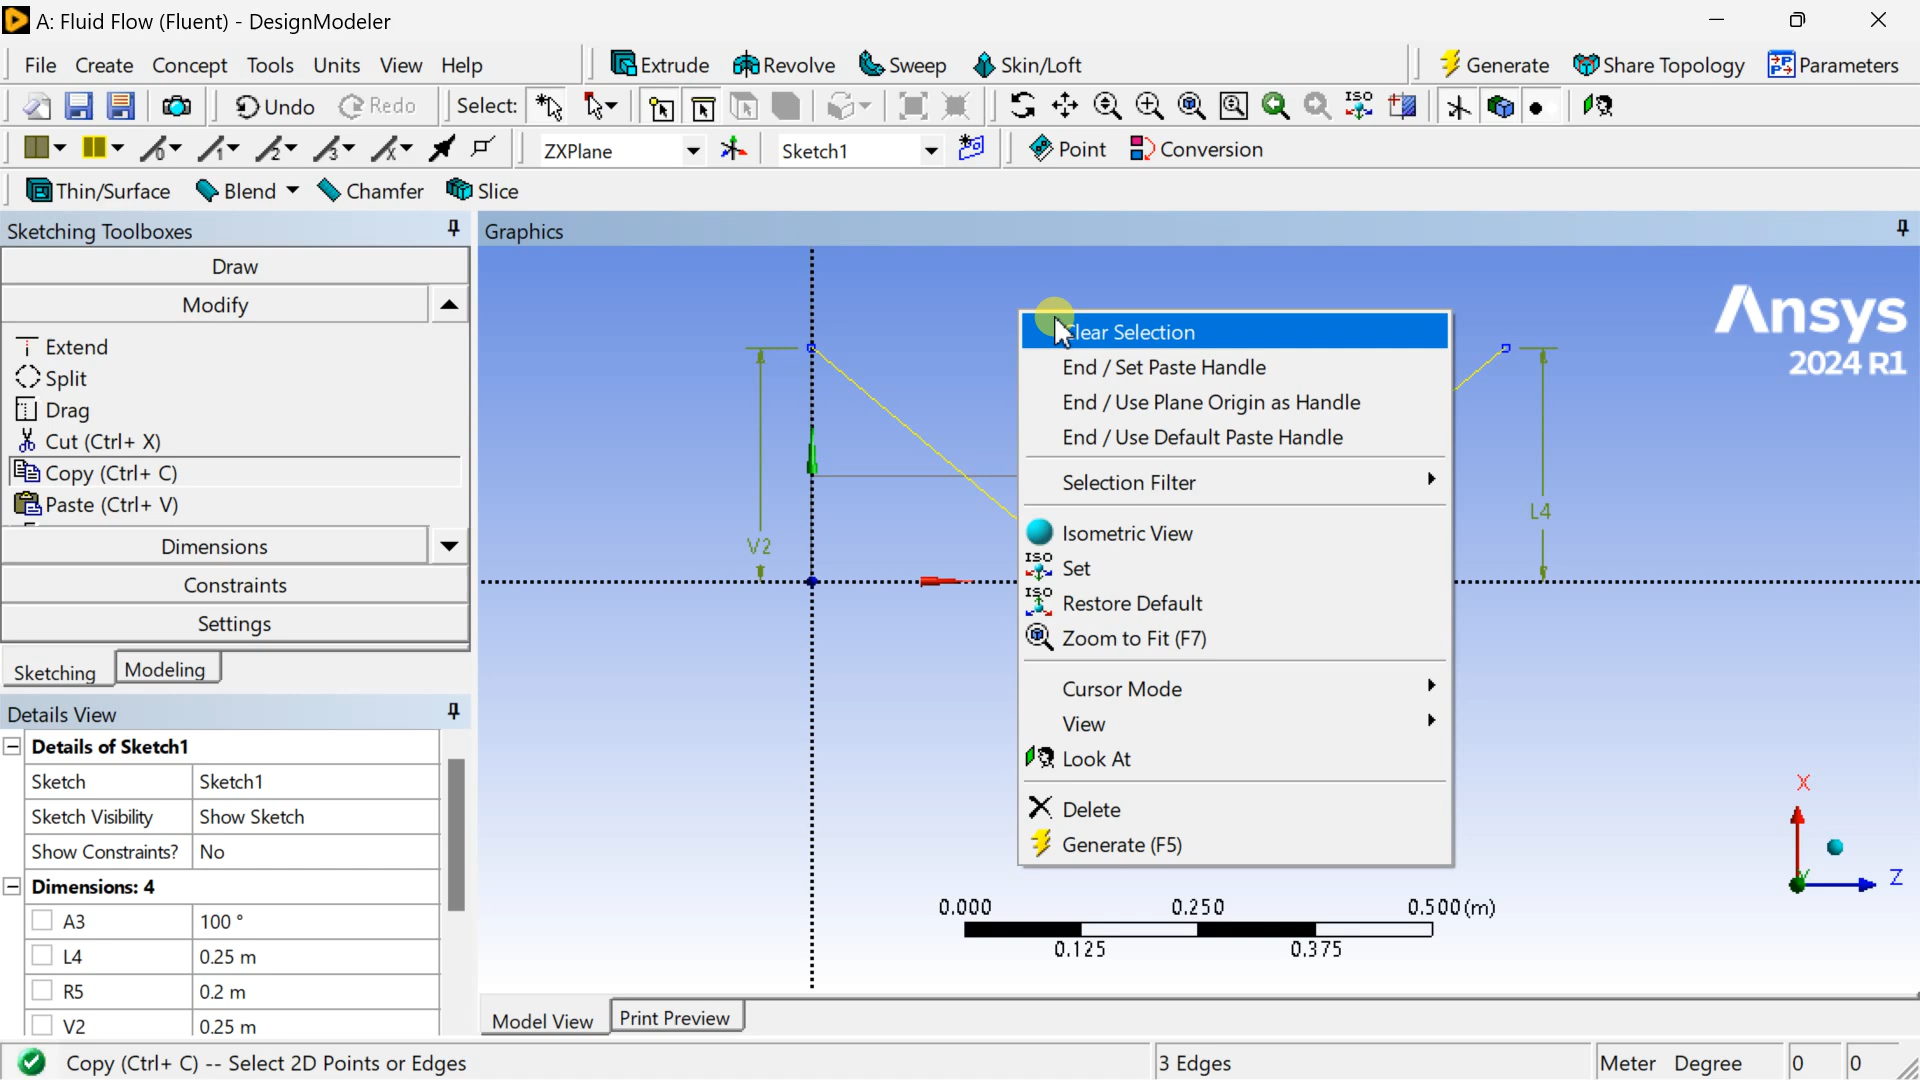 A: Fluid Flow (Fluent) - DesignModeler
File Create Concept Tools Units View Help
Extrude Revolve Sweep Skin/Loft
Generate Share Topology Parameters
Undo Redo Select:
ISO
ZXPlane Sketch1 Point Conversion
Thin/Surface Blend Chamfer Slice
Sketching Toolboxes
Draw
Modify
Extend
Split
Drag
Cut (Ctrl+ X)
Copy (Ctrl+ C)
Paste (Ctrl+ V)
Dimensions
Constraints
Settings
Sketching Modeling
Details View
Details of Sketch1
Sketch Sketch1
Sketch Visibility Show Sketch
Show Constraints? No
Dimensions: 4
A3 100 °
L4 0.25 m
R5 0.2 m
V2 0.25 m
Graphics
Ansys
2024 R1
V2
L4
Clear Selection
End / Set Paste Handle
End / Use Plane Origin as Handle
End / Use Default Paste Handle
Selection Filter
Isometric View
ISO Set
ISO Restore Default
Zoom to Fit (F7)
Cursor Mode
View
Look At
Delete
Generate (F5)
X
Y
Z
0.000 0.250 0.500 (m)
0.125 0.375
Model View Print Preview
Copy (Ctrl+ C) -- Select 2D Points or Edges
3 Edges
Meter Degree 0 0